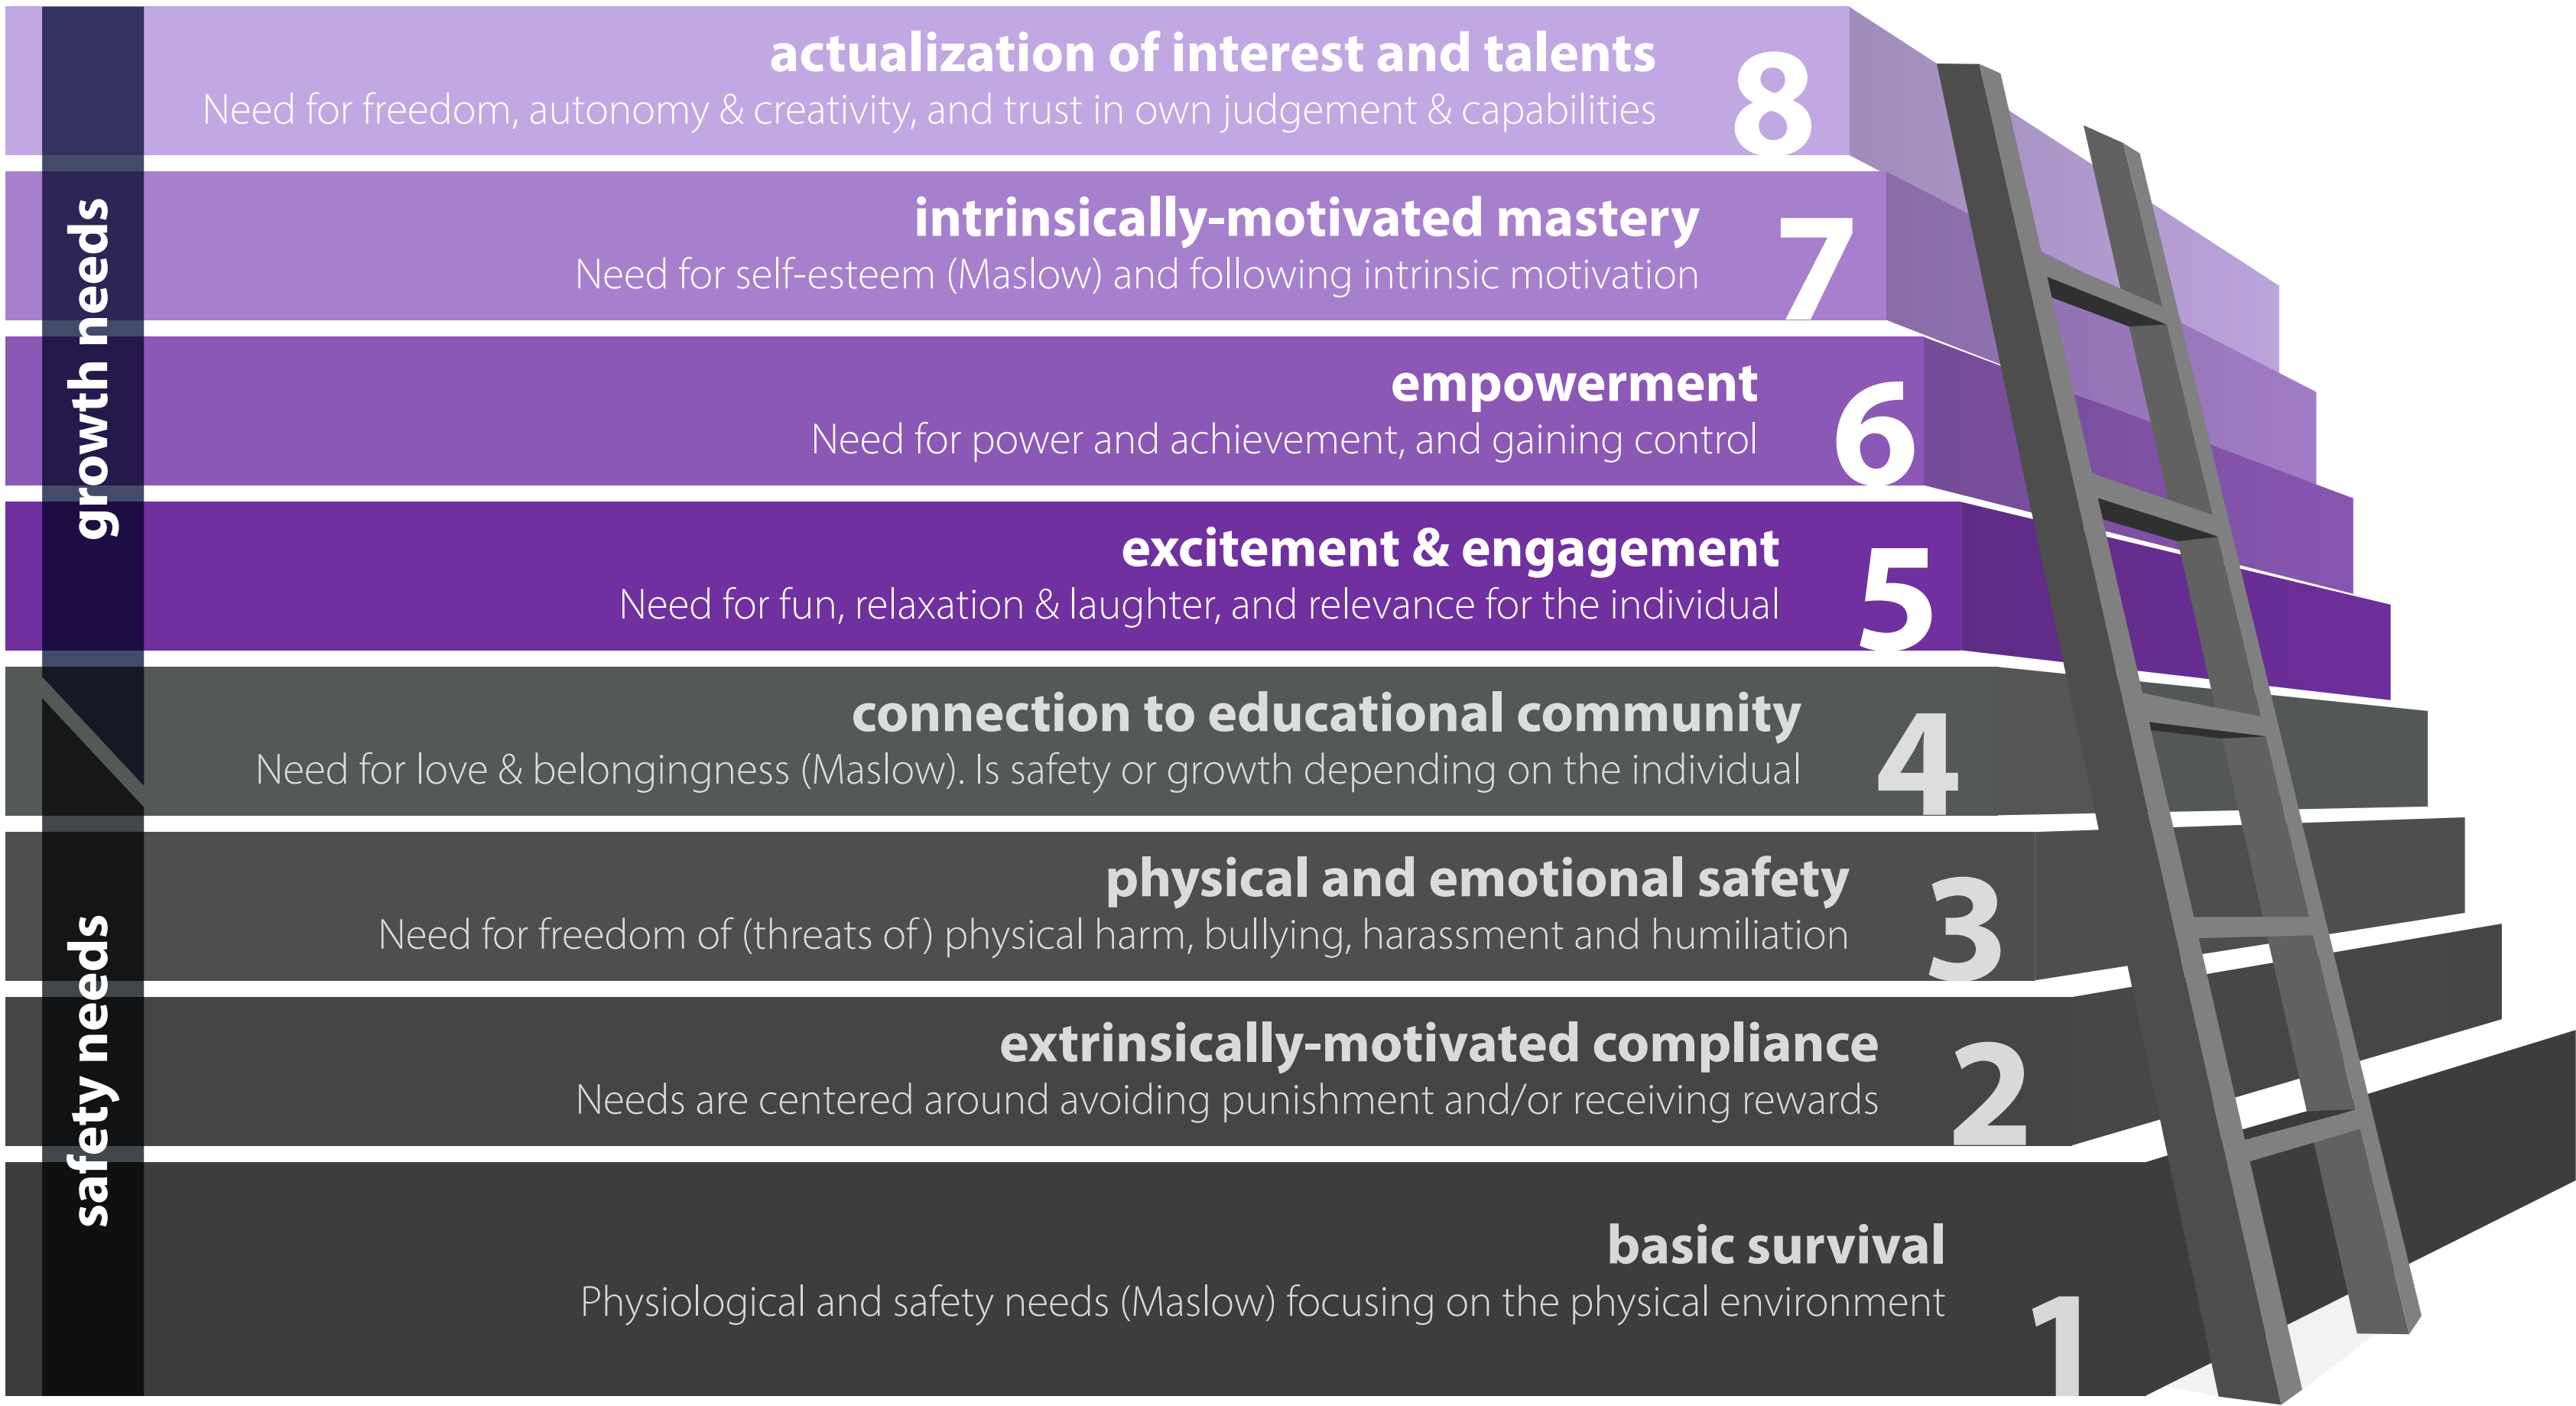 actualization of interest and talents
Need for freedom, autonomy & creativity, and trust in own judgement & capabilities
8
intrinsically-motivated mastery
Need for self-esteem (Maslow) and following intrinsic motivation
7
empowerment
Need for power and achievement, and gaining control
6
excitement & engagement
Need for fun, relaxation & laughter, and relevance for the individual
5
growth needs
connection to educational community
Need for love & belongingness (Maslow). Is safety or growth depending on the individual
4
physical and emotional safety
Need for freedom of (threats of) physical harm, bullying, harassment and humiliation
3
extrinsically-motivated compliance
Needs are centered around avoiding punishment and/or receiving rewards
2
basic survival
Physiological and safety needs (Maslow) focusing on the physical environment
1
safety needs